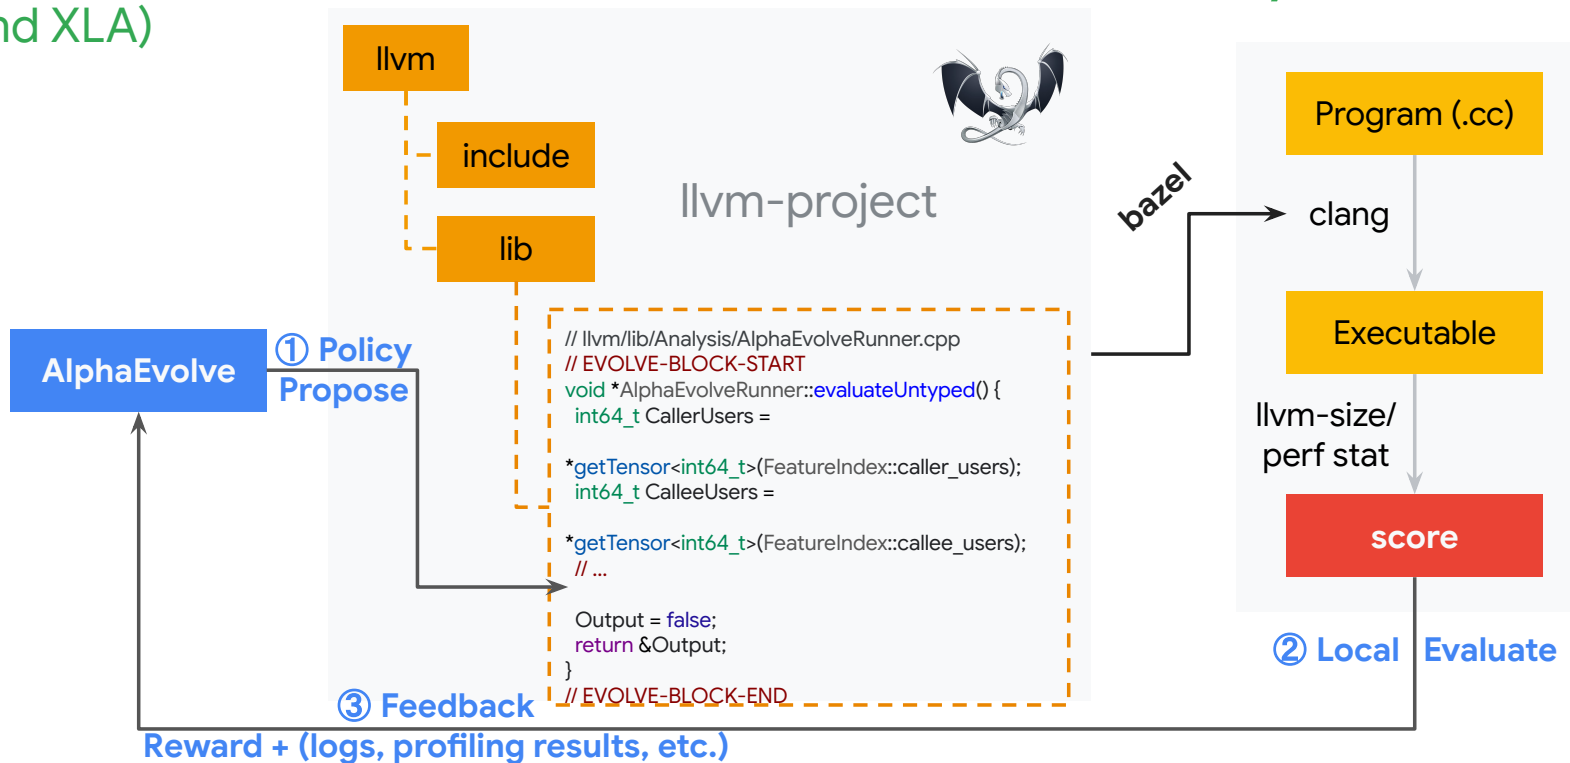 nd XLA)
llvm
include
lib
llvm-project
// llvm/lib/Analysis/AlphaEvolveRunner.cpp
// EVOLVE-BLOCK-START
void *AlphaEvolveRunner::evaluateUntyped() {
int64_t CallerUsers =
*getTensor<int64_t>(FeatureIndex::caller_users);
int64_t CalleeUsers =
*getTensor<int64_t>(FeatureIndex::callee_users);
// ...
Output = false;
return &Output;
}
// EVOLVE-BLOCK-END
AlphaEvolve
① Policy
Propose
bazel
Program (.cc)
clang
Executable
llvm-size/
perf stat
score
② Local Evaluate
③ Feedback
Reward + (logs, profiling results, etc.)